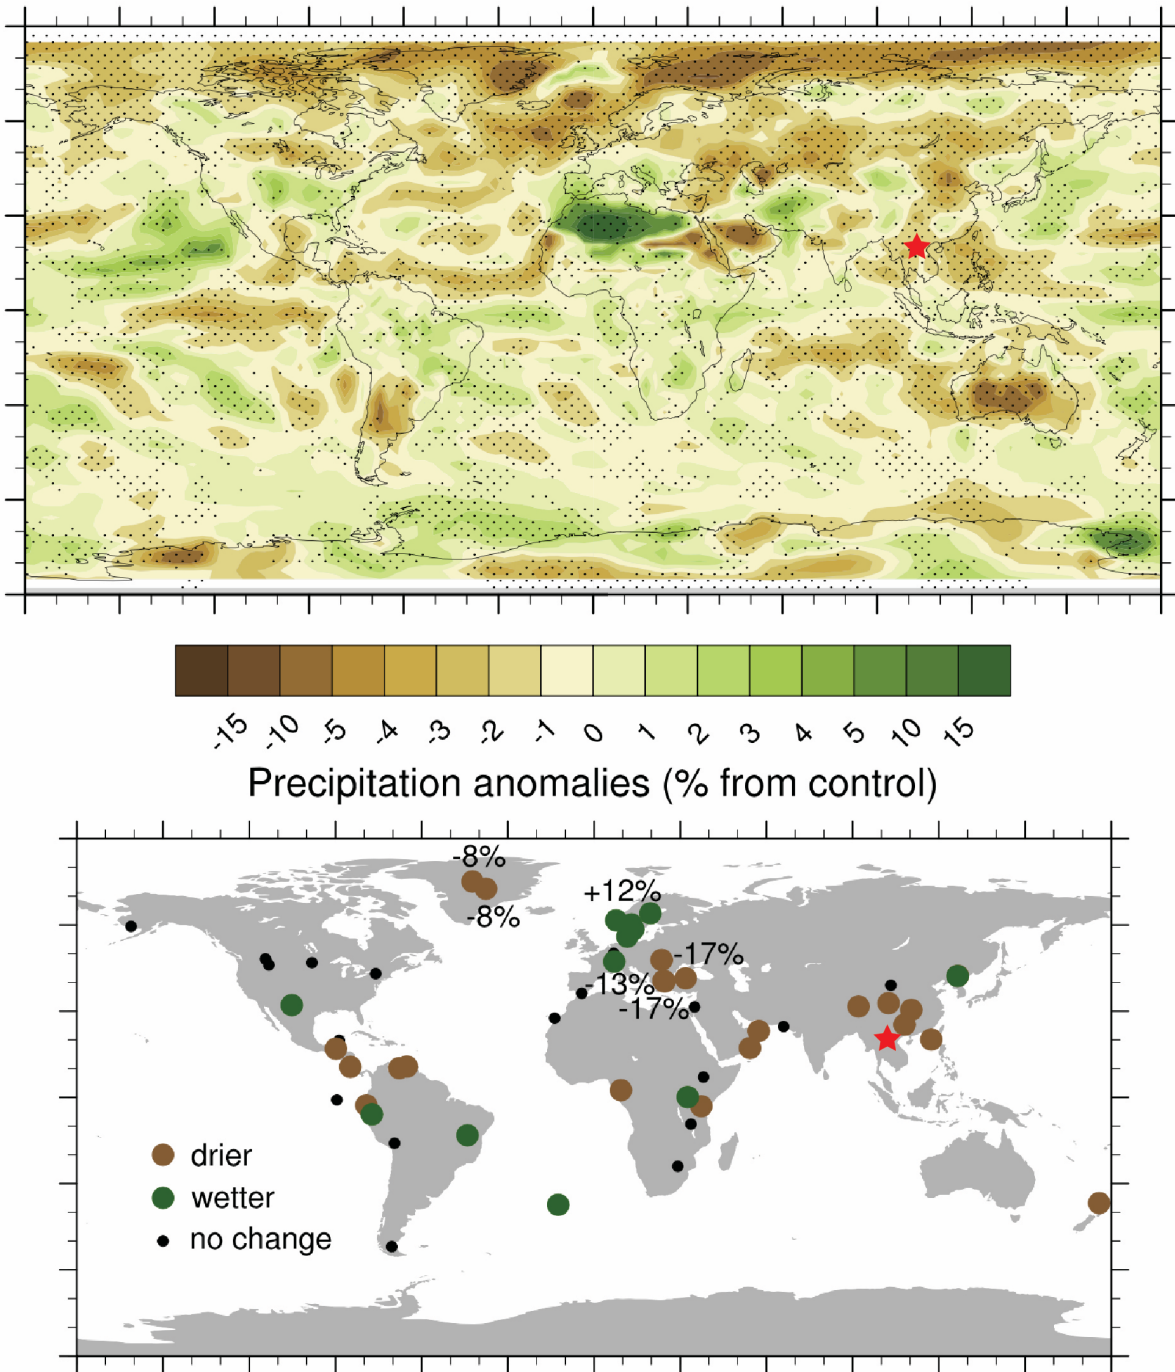 -15 -10 -5 -4 -3 -2 -1 0 1 2 3 4 5 10 15
Precipitation anomalies (% from control)
-8%
-8%
+12%
-17%
-13%
-17%
drier
wetter
no change